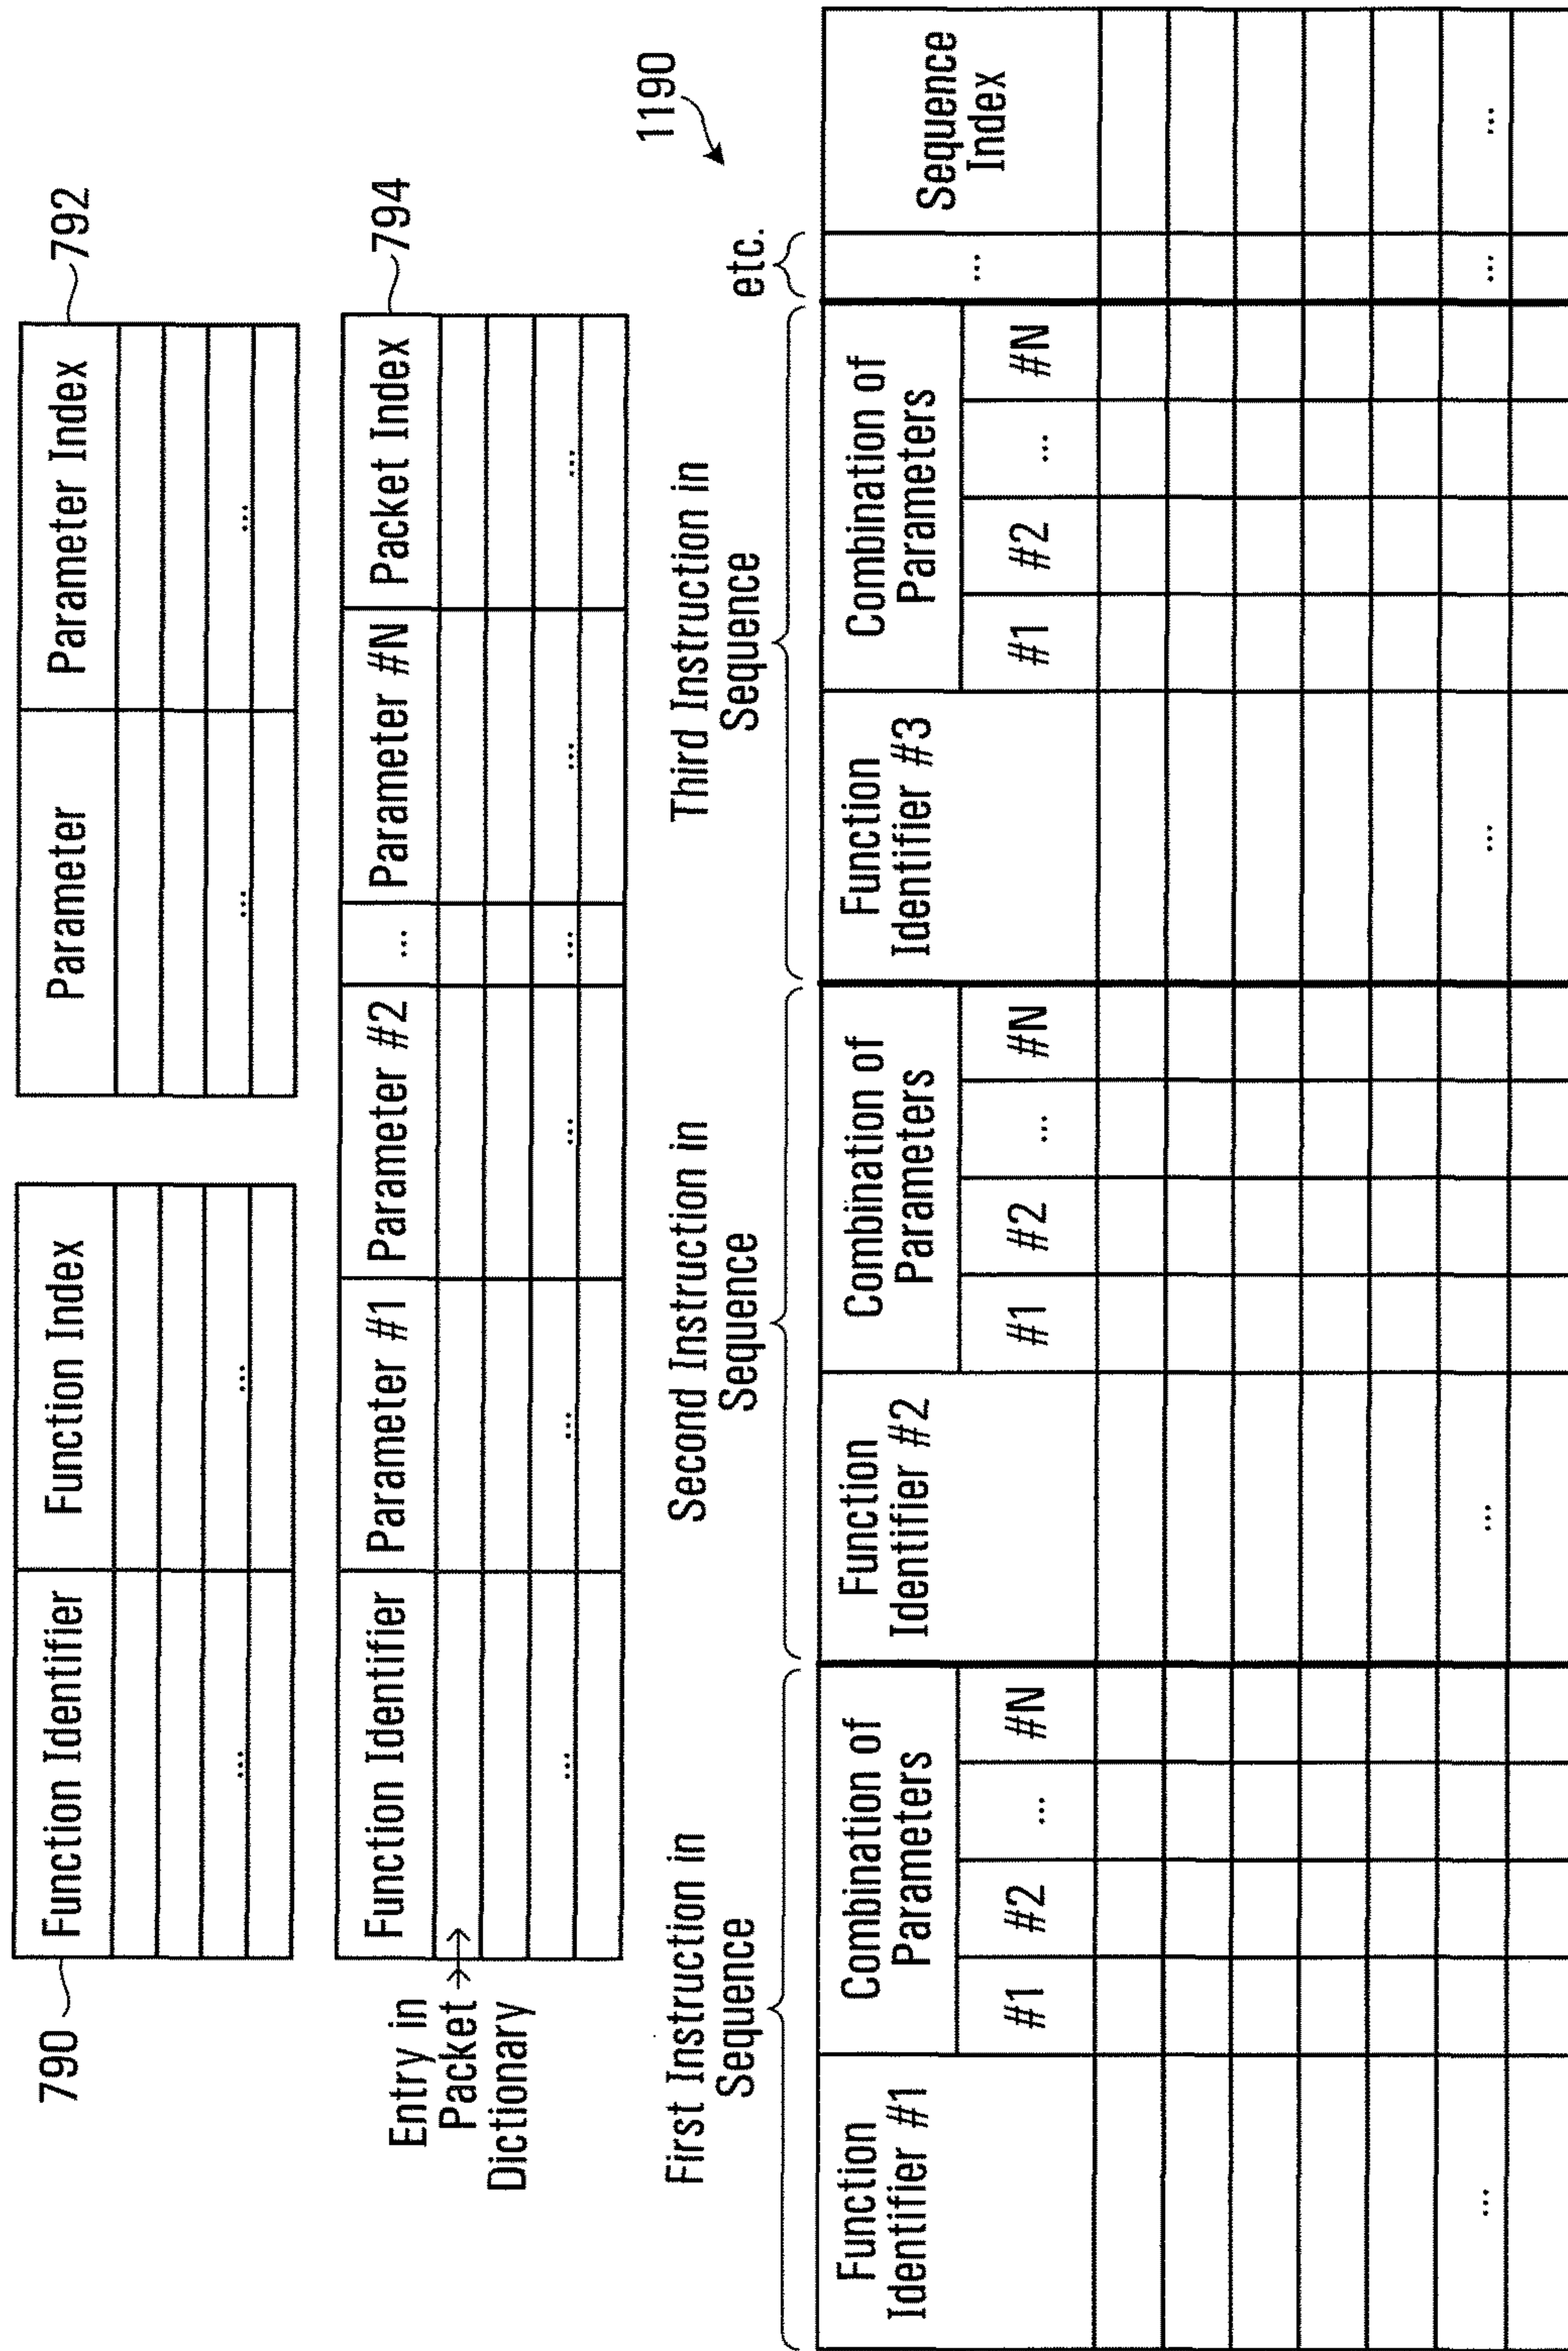 790
Function Identifier
Function Index
...
...
792
Parameter
Parameter Index
...
...
794
Entry in
Packet
Dictionary
Function Identifier
Parameter #1
Parameter #2
...
Parameter #N
Packet Index
...
...
...
...
...
...
1190
First Instruction in
Sequence
Second Instruction in
Sequence
Third Instruction in
Sequence
etc.
Function
Identifier #1
Combination of
Parameters
#1
#2
...
#N
Function
Identifier #2
Combination of
Parameters
#1
#2
...
#N
Function
Identifier #3
Combination of
Parameters
#1
#2
...
#N
...
Sequence
Index
...
...
...
...
...